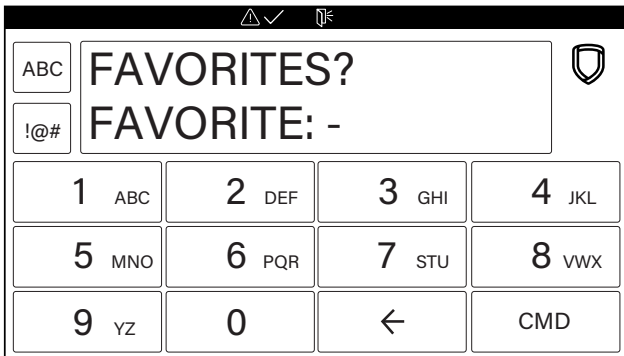 ABC
FAVORITES?
!@#
FAVORITE: -
1 ABC 2 DEF 3 GHI 4 JKL
5 MNO 6 PQR 7 STU 8 VWX
9 YZ 0 ← CMD